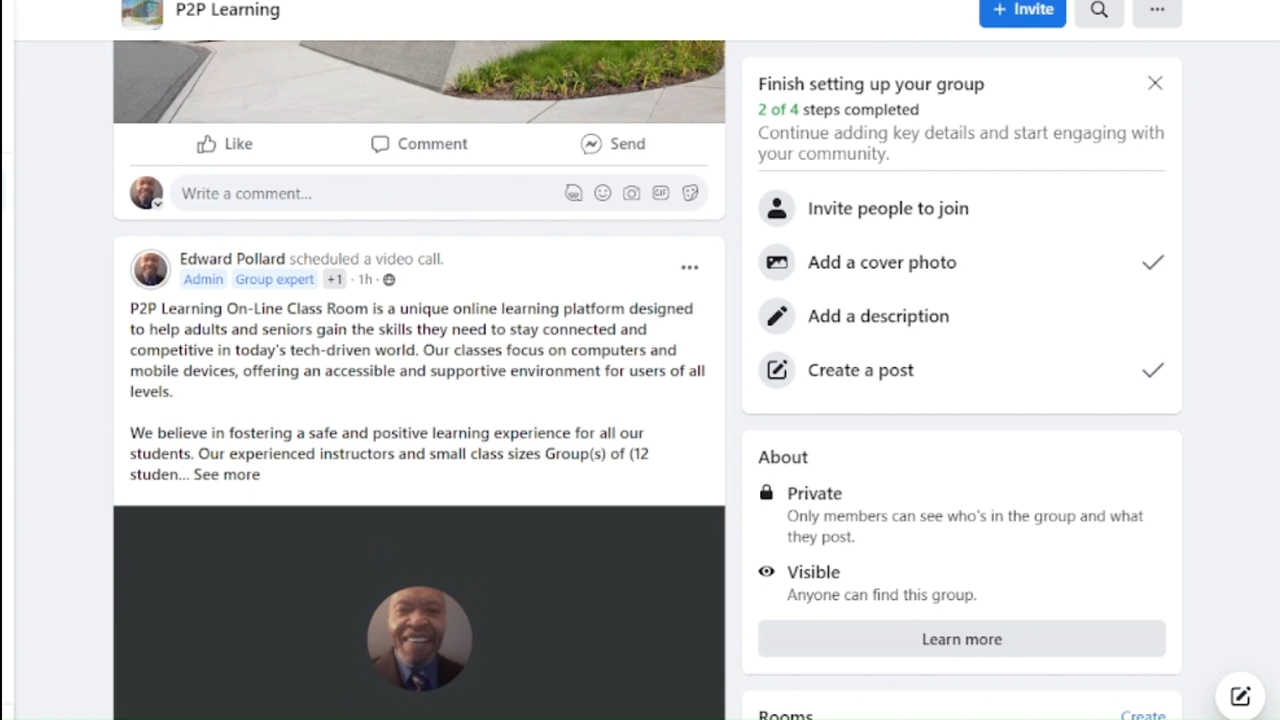 P2P Learning
+ Invite
Like
Comment
Send
Write a comment...
GIF
Edward Pollard scheduled a video call.
Admin Group expert +1 · 1h ·
P2P Learning On-Line Class Room is a unique online learning platform designed
to help adults and seniors gain the skills they need to stay connected and
competitive in today's tech-driven world. Our classes focus on computers and
mobile devices, offering an accessible and supportive environment for users of all
levels.
We believe in fostering a safe and positive learning experience for all our
students. Our experienced instructors and small class sizes Group(s) of (12
studen... See more
Finish setting up your group
2 of 4 steps completed
Continue adding key details and start engaging with
your community.
Invite people to join
Add a cover photo
Add a description
Create a post
About
Private
Only members can see who's in the group and what
they post.
Visible
Anyone can find this group.
Learn more
Rooms
Create